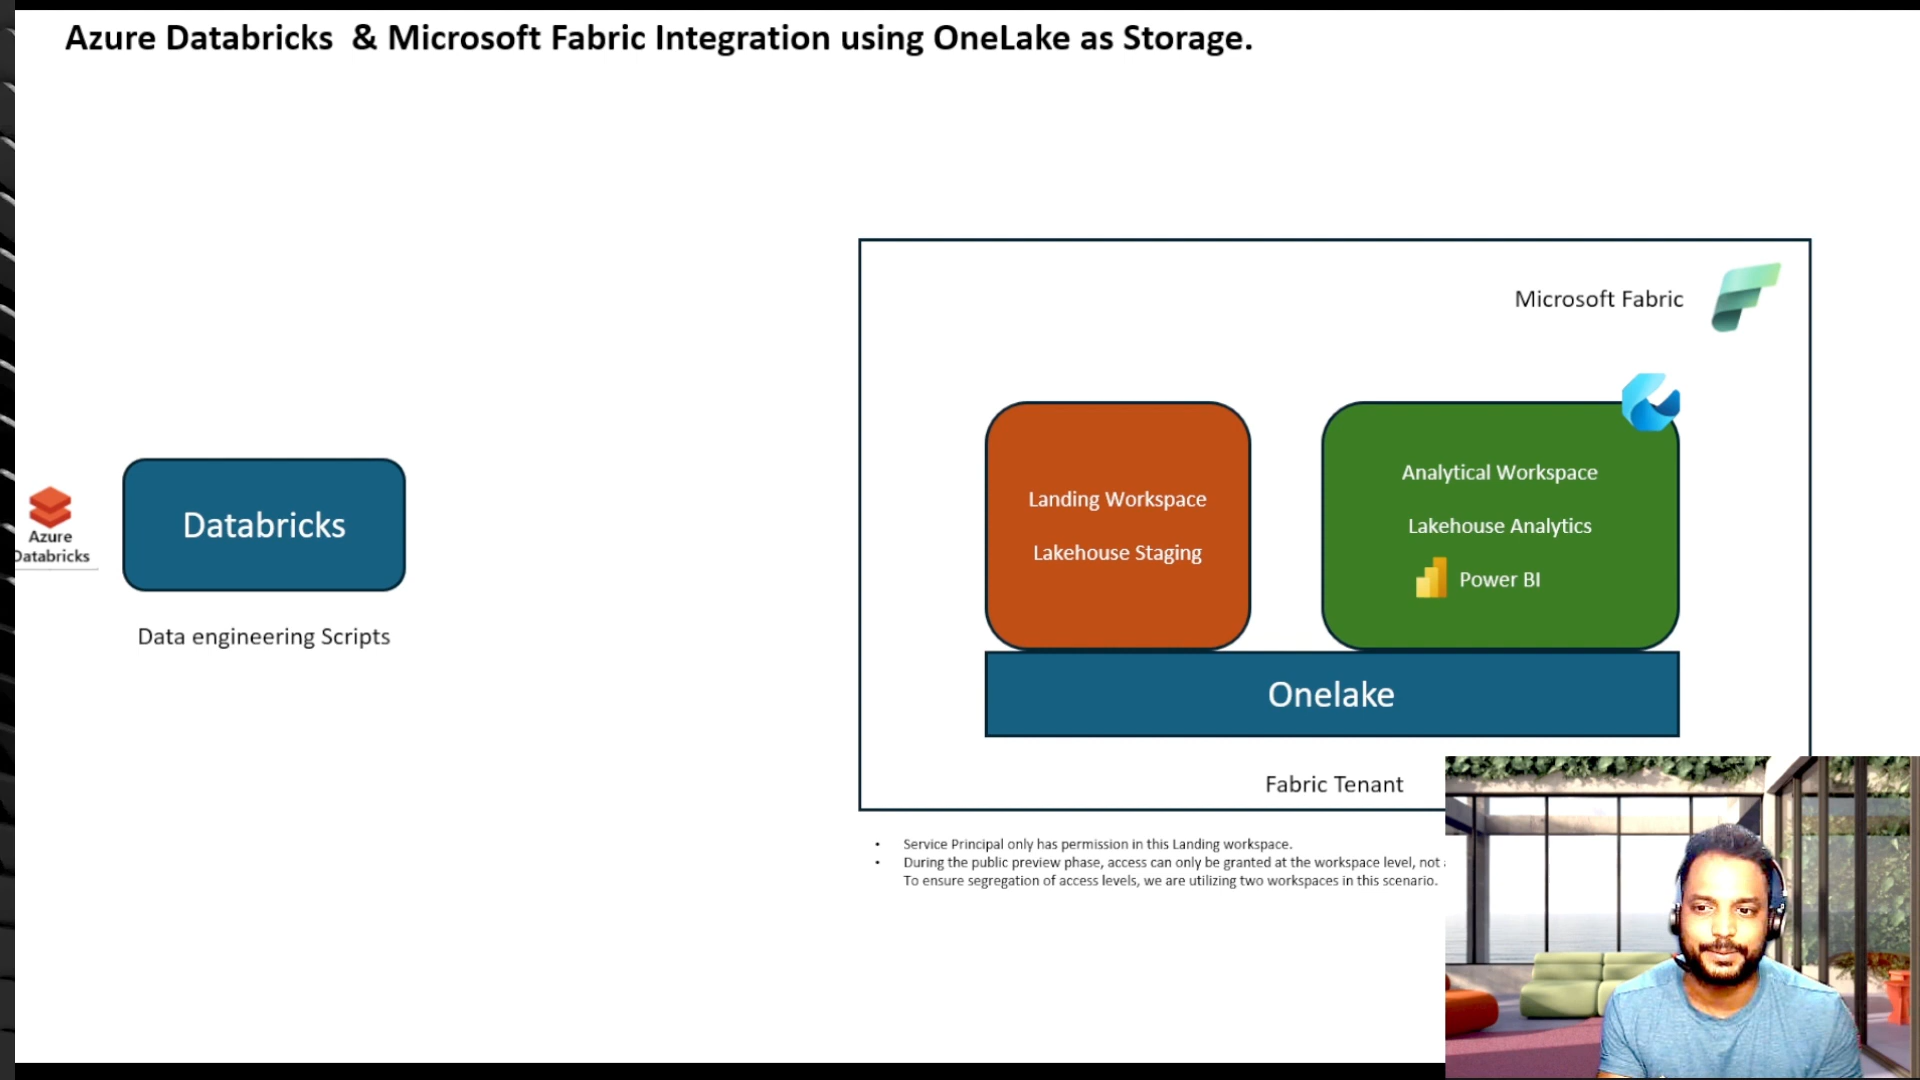 Azure Databricks & Microsoft Fabric Integration using OneLake as Storage.
Microsoft Fabric
Azure
Databricks
Databricks
Data engineering Scripts
Landing Workspace
Lakehouse Staging
Analytical Workspace
Lakehouse Analytics
Power BI
Onelake
Fabric Tenant
• Service Principal only has permission in this Landing workspace.
• During the public preview phase, access can only be granted at the workspace level, not
To ensure segregation of access levels, we are utilizing two workspaces in this scenario.